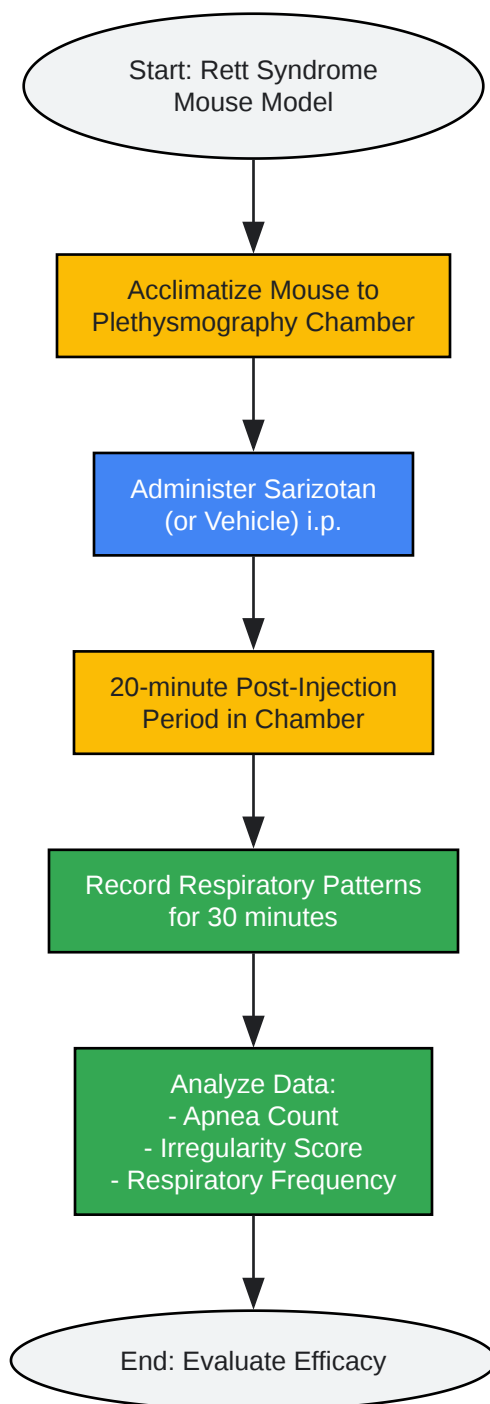 Start: Rett Syndrome
Mouse Model
Acclimatize Mouse to
Plethysmography Chamber
Administer Sarizotan
(or Vehicle) i.p.
20-minute Post-Injection
Period in Chamber
Record Respiratory Patterns
for 30 minutes
Analyze Data:
- Apnea Count
- Irregularity Score
- Respiratory Frequency
End: Evaluate Efficacy